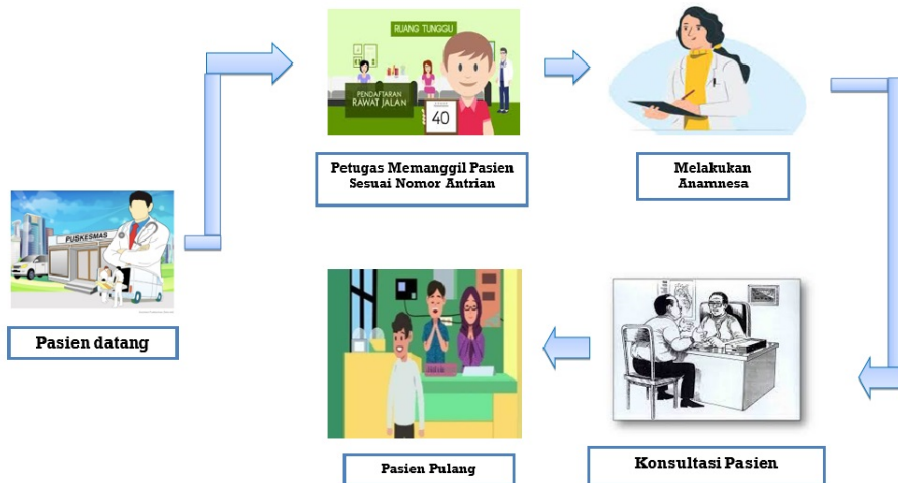 RUANG TUNGGU
PENDAFTARAN
RAWAT JALAN
40
Petugas Memanggil Pasien
Sesuai Nomor Antrian
Melakukan
Anamnesa
PUSKESMAS
Pasien datang
Konsultasi Pasien
Pasien Pulang